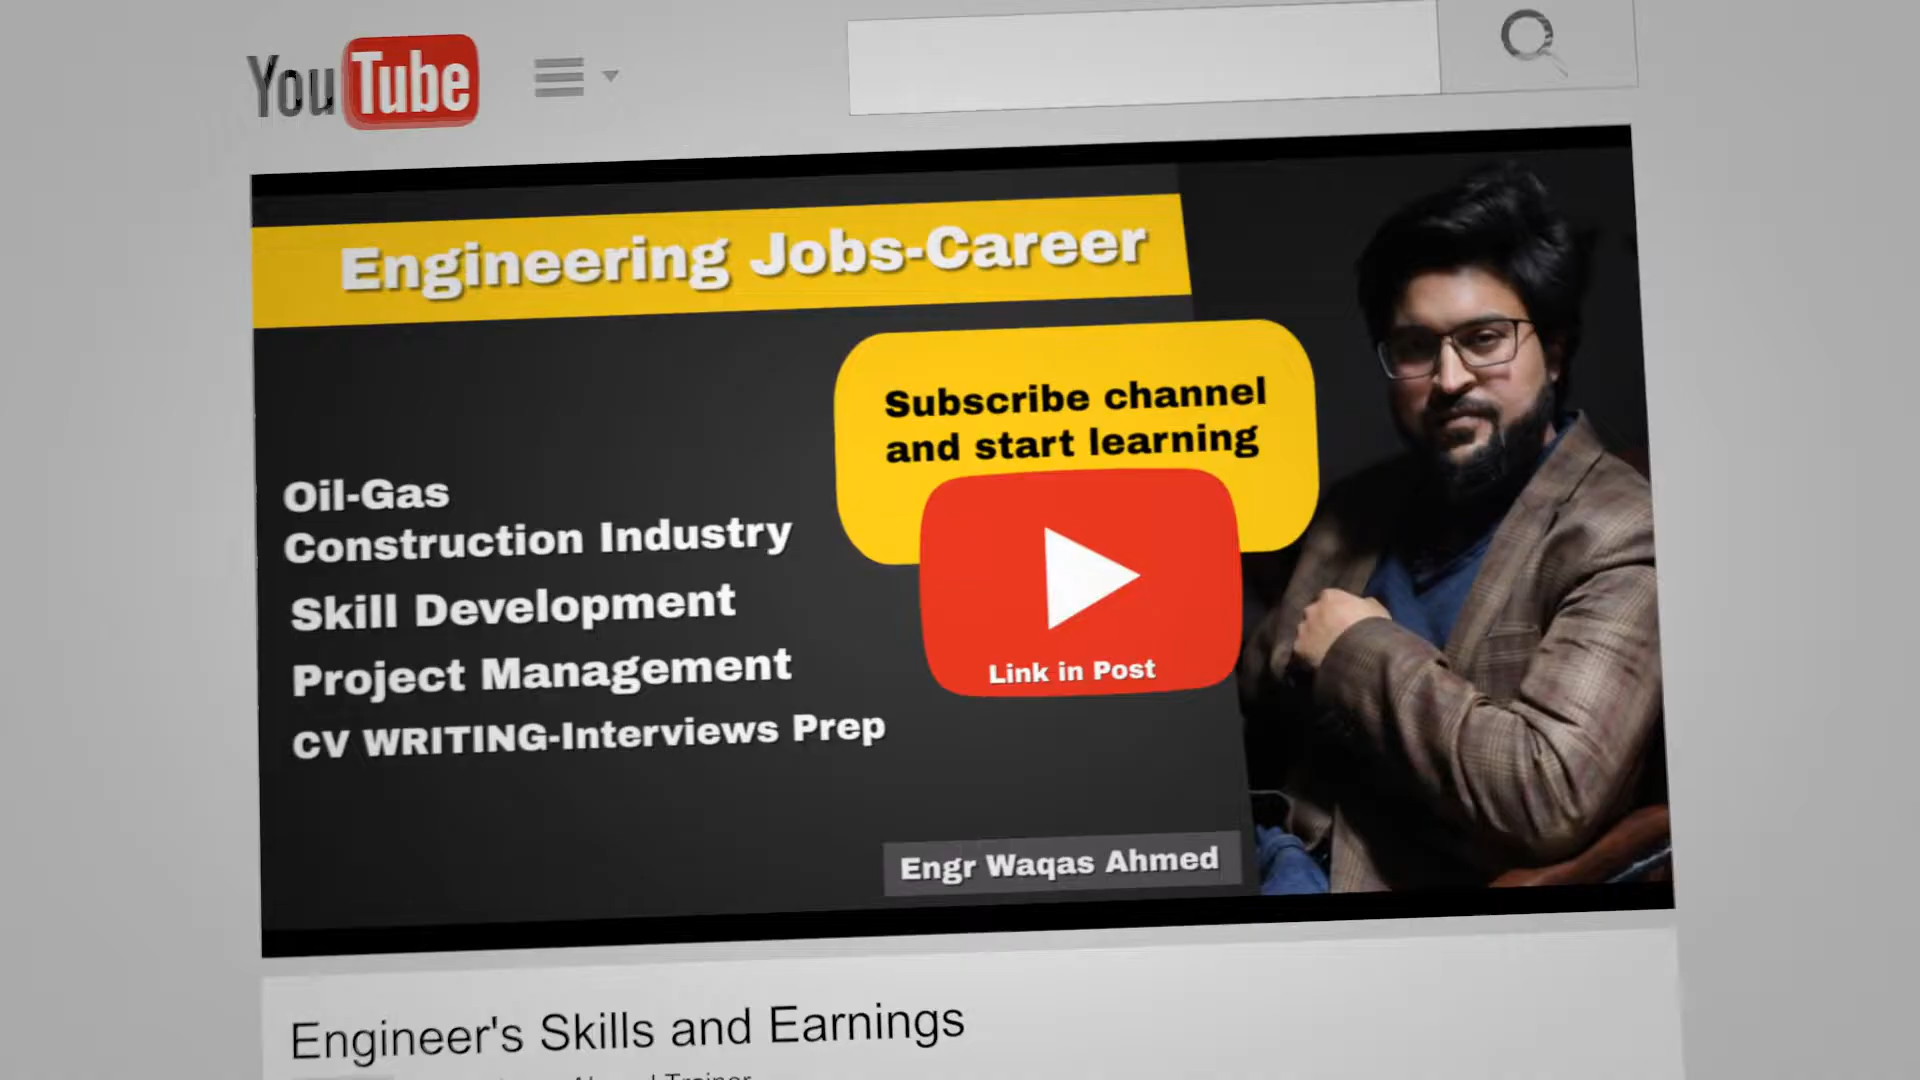 YouTube
Engineering Jobs-Career
Subscribe channel
and start learning
Oil-Gas
Construction Industry
Skill Development
Project Management
CV WRITING-Interviews Prep
Link in Post
Engr Waqas Ahmed
Engineer's Skills and Earnings